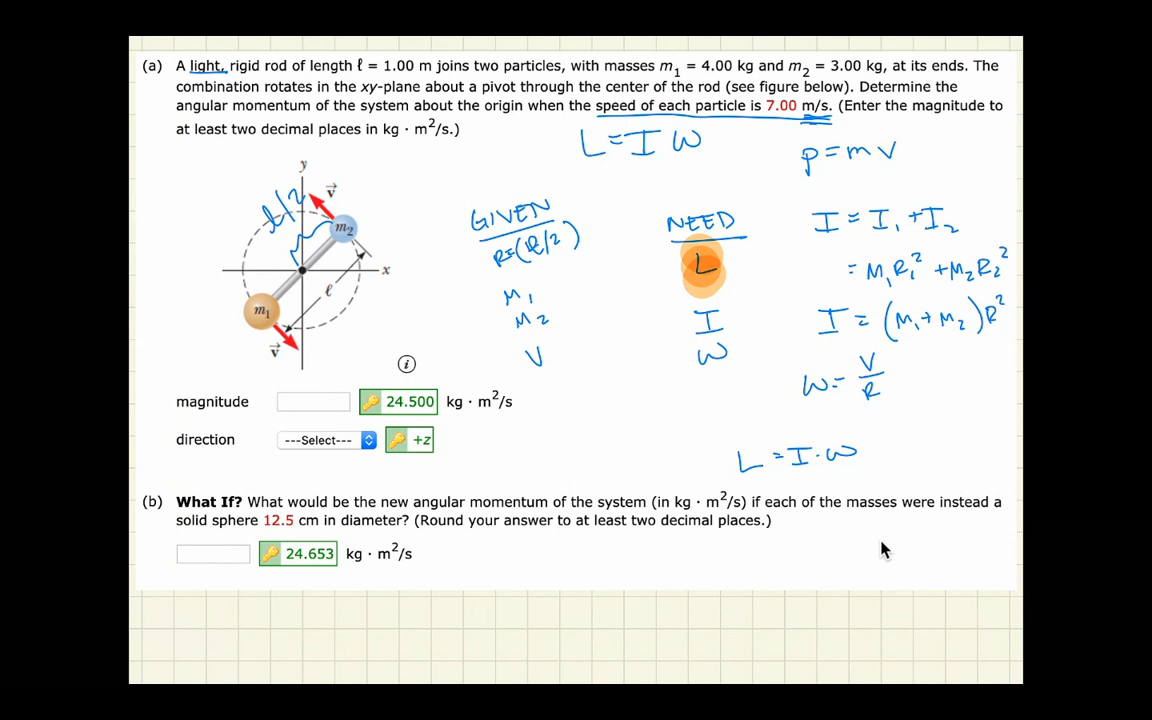 (a) A light, rigid rod of length ℓ = 1.00 m joins two particles, with masses m₁ = 4.00 kg and m₂ = 3.00 kg, at its ends. The
combination rotates in the xy-plane about a pivot through the center of the rod (see figure below). Determine the
angular momentum of the system about the origin when the speed of each particle is 7.00 m/s. (Enter the magnitude to
at least two decimal places in kg · m²/s.)
L = I ω
p = m v
y
v
ℓ/2
m₂
x
ℓ
m₁
v
i
GIVEN
R = (ℓ/2)
M₁
M₂
V
NEED
L
I
ω
I = I₁ + I₂
= M₁R₁² + M₂R₂²
I = (M₁ + M₂)R²
ω = V/R
L = I · ω
magnitude 24.500 kg · m²/s
direction ---Select--- +z
(b) What If? What would be the new angular momentum of the system (in kg · m²/s) if each of the masses were instead a
solid sphere 12.5 cm in diameter? (Round your answer to at least two decimal places.)
24.653 kg · m²/s